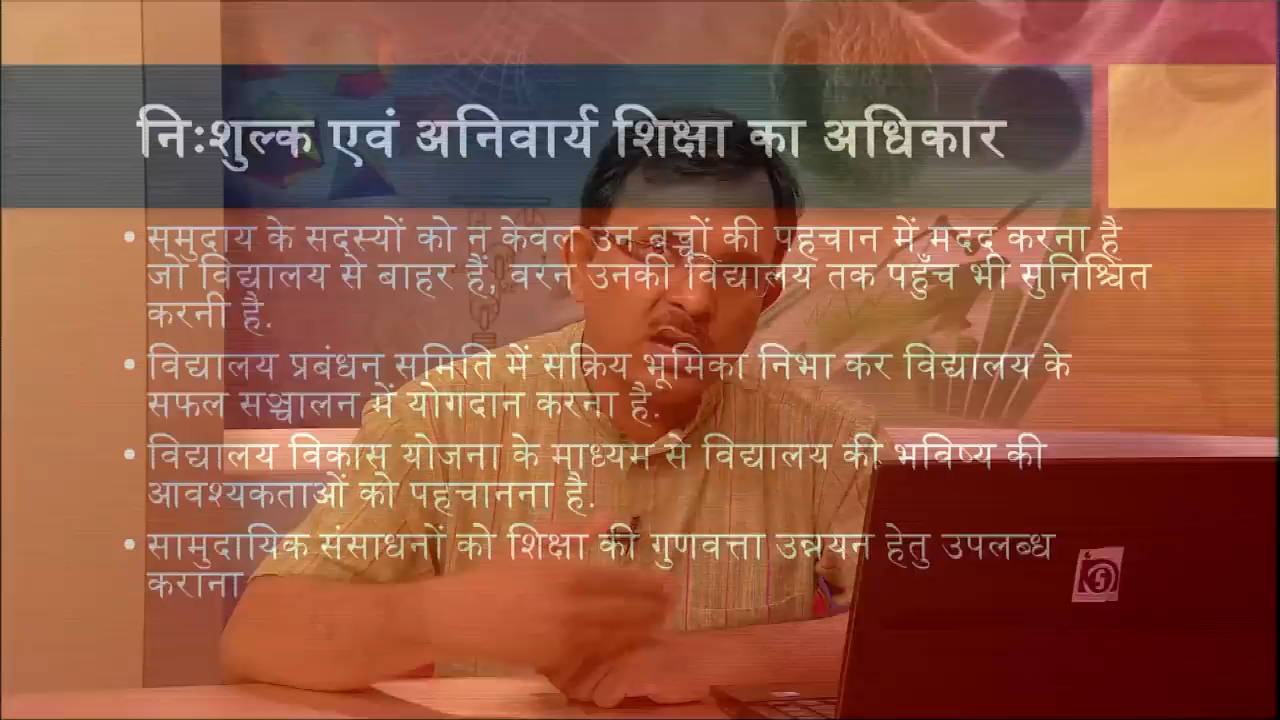 निःशुल्क एवं अनिवार्य शिक्षा का अधिकार
• समुदाय के सदस्यों को न केवल उन बच्चों की पहचान में मदद करना है
जो विद्यालय से बाहर हैं, वरन उनकी विद्यालय तक पहुँच भी सुनिश्चित
करनी है.
• विद्यालय प्रबंधन समिति में सक्रिय भूमिका निभा कर विद्यालय के
सफल सञ्चालन में योगदान करना है.
• विद्यालय विकास योजना के माध्यम से विद्यालय की भविष्य की
आवश्यकताओं को पहचानना है.
• सामुदायिक संसाधनों को शिक्षा की गुणवत्ता उन्नयन हेतु उपलब्ध
कराना